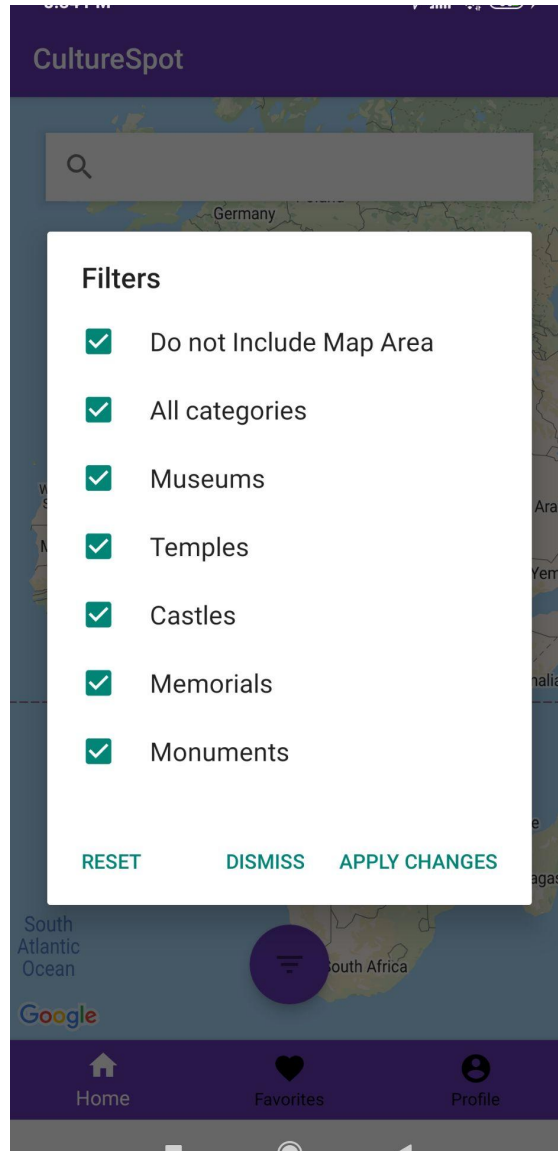 CultureSpot
Germany
Filters
Do not Include Map Area
All categories
Museums
Temples
Castles
Memorials
Monuments
RESET DISMISS APPLY CHANGES
South
Atlantic
Ocean
South Africa
Google
Home Favorites Profile